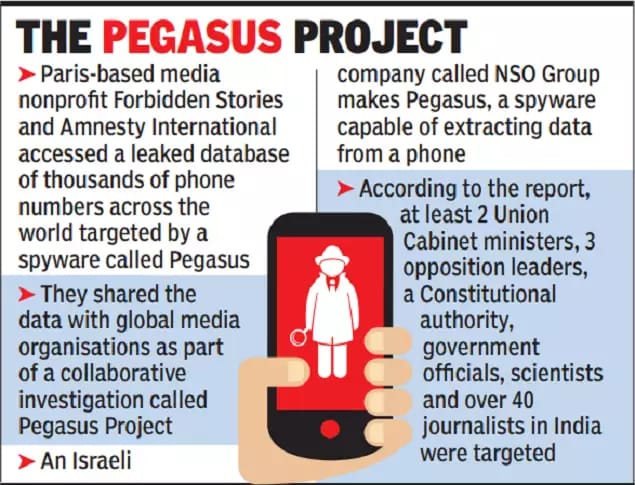 THE PEGASUS PROJECT
➤ Paris-based media
nonprofit Forbidden Stories
and Amnesty International
accessed a leaked database
of thousands of phone
numbers across the
world targeted by a
spyware called Pegasus
➤ They shared the
data with global media
organisations as part
of a collaborative
investigation called
Pegasus Project
➤ An Israeli
company called NSO Group
makes Pegasus, a spyware
capable of extracting data
from a phone
➤ According to the report,
at least 2 Union
Cabinet ministers, 3
opposition leaders,
a Constitutional
authority,
government
officials, scientists
and over 40
journalists in India
were targeted